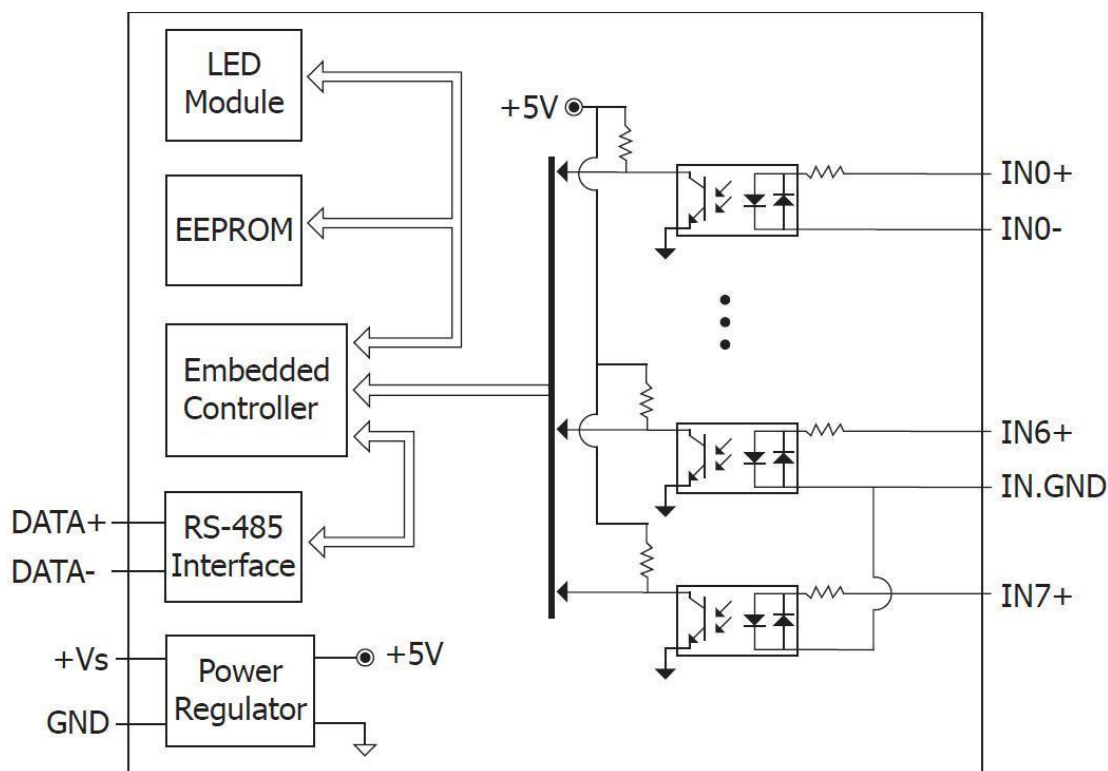 LED
Module
EEPROM
Embedded
Controller
RS-485
Interface
Power
Regulator
DATA+
DATA-
+Vs
GND
+5V
+5V
IN0+
IN0-
IN6+
IN.GND
IN7+